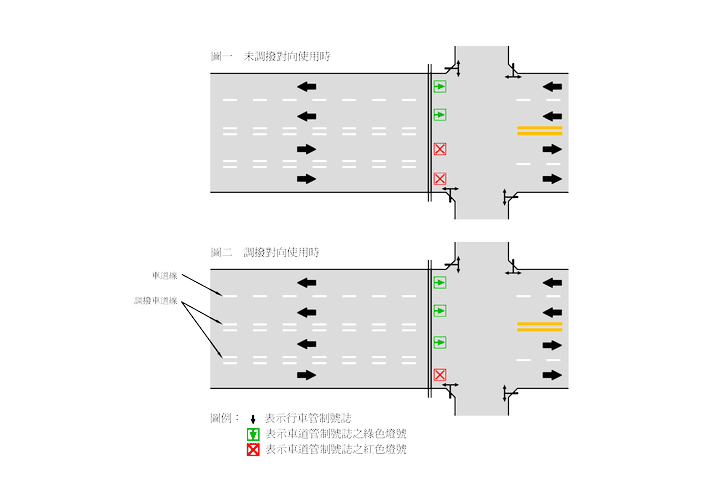 圖一　未調撥對向使用時
圖二　調撥對向使用時
車道線
調撥車道線
圖例：　表示行車管制號誌
表示車道管制號誌之綠色燈號
表示車道管制號誌之紅色燈號